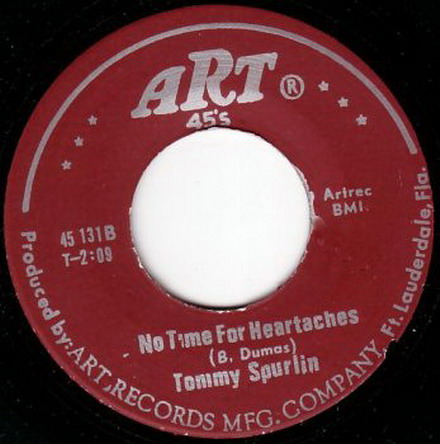 ART®
45's
Artrec
BMI
45 131B
T-2:09
No Time For Heartaches
(B. Dumas)
Tommy Spurlin
Produced by: ART, RECORDS MFG. COMPANY, Ft. Lauderdale, Fla.